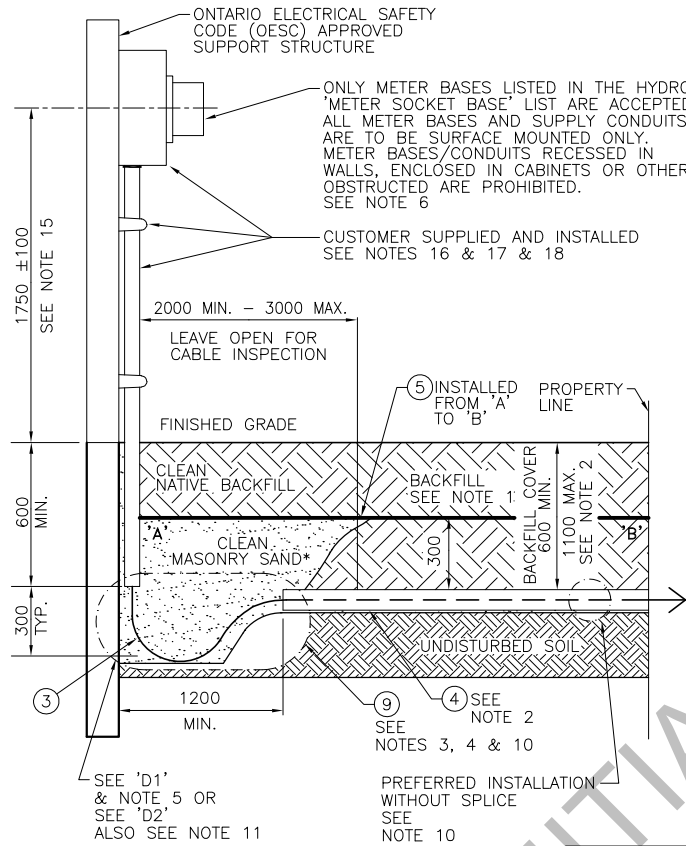 ONTARIO ELECTRICAL SAFETY
CODE (OESC) APPROVED
SUPPORT STRUCTURE
ONLY METER BASES LISTED IN THE HYDRO
'METER SOCKET BASE' LIST ARE ACCEPTED
ALL METER BASES AND SUPPLY CONDUITS
ARE TO BE SURFACE MOUNTED ONLY.
METER BASES/CONDUITS RECESSED IN
WALLS, ENCLOSED IN CABINETS OR OTHER
OBSTRUCTED ARE PROHIBITED.
SEE NOTE 6
1750 ±100
SEE NOTE 15
CUSTOMER SUPPLIED AND INSTALLED
SEE NOTES 16 & 17 & 18
2000 MIN. - 3000 MAX.
LEAVE OPEN FOR
CABLE INSPECTION
5 INSTALLED
FROM 'A'
TO 'B'
PROPERTY
LINE
FINISHED GRADE
600
MIN.
CLEAN
NATIVE BACKFILL
BACKFILL
SEE NOTE 1
BACKFILL COVER
600 MIN.
1100 MAX.
SEE NOTE 2
'A'
'B'
CLEAN
MASONRY SAND*
300
300
TYP.
UNDISTURBED SOIL
3
1200
MIN.
9
SEE
NOTES 3, 4 & 10
4 SEE
NOTE 2
SEE 'D1'
& NOTE 5 OR
SEE 'D2'
ALSO SEE NOTE 11
PREFERRED INSTALLATION
WITHOUT SPLICE
SEE
NOTE 10